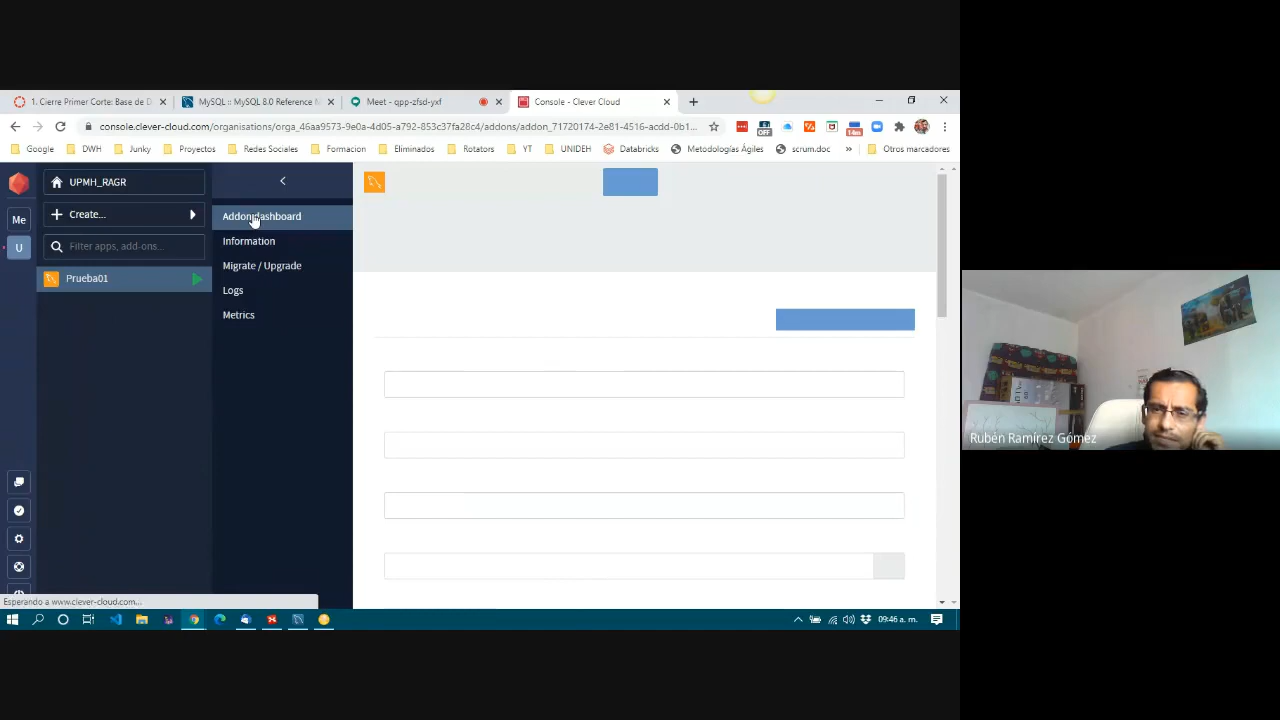 1. Cierre Primer Corte: Base de D
MySQL :: MySQL 8.0 Reference M
Meet - qpp-zfsd-yxf
Console - Clever Cloud
console.clever-cloud.com/organisations/orga_46aa9573-9e0a-4d05-a792-853c37fa28c4/addons/addon_71720174-2e81-4516-acdd-0b1...
OFF
14m
Google
DWH
Junky
Proyectos
Redes Sociales
Formacion
Eliminados
Rotators
YT
UNIDEH
Databricks
Metodologías Ágiles
scrum.doc
»
Otros marcadores
UPMH_RAGR
Me
Create...
U
Filter apps, add-ons...
Prueba01
Addon dashboard
Information
Migrate / Upgrade
Logs
Metrics
Rubén Ramírez Gómez
Esperando a www.clever-cloud.com...
09:46 a. m.